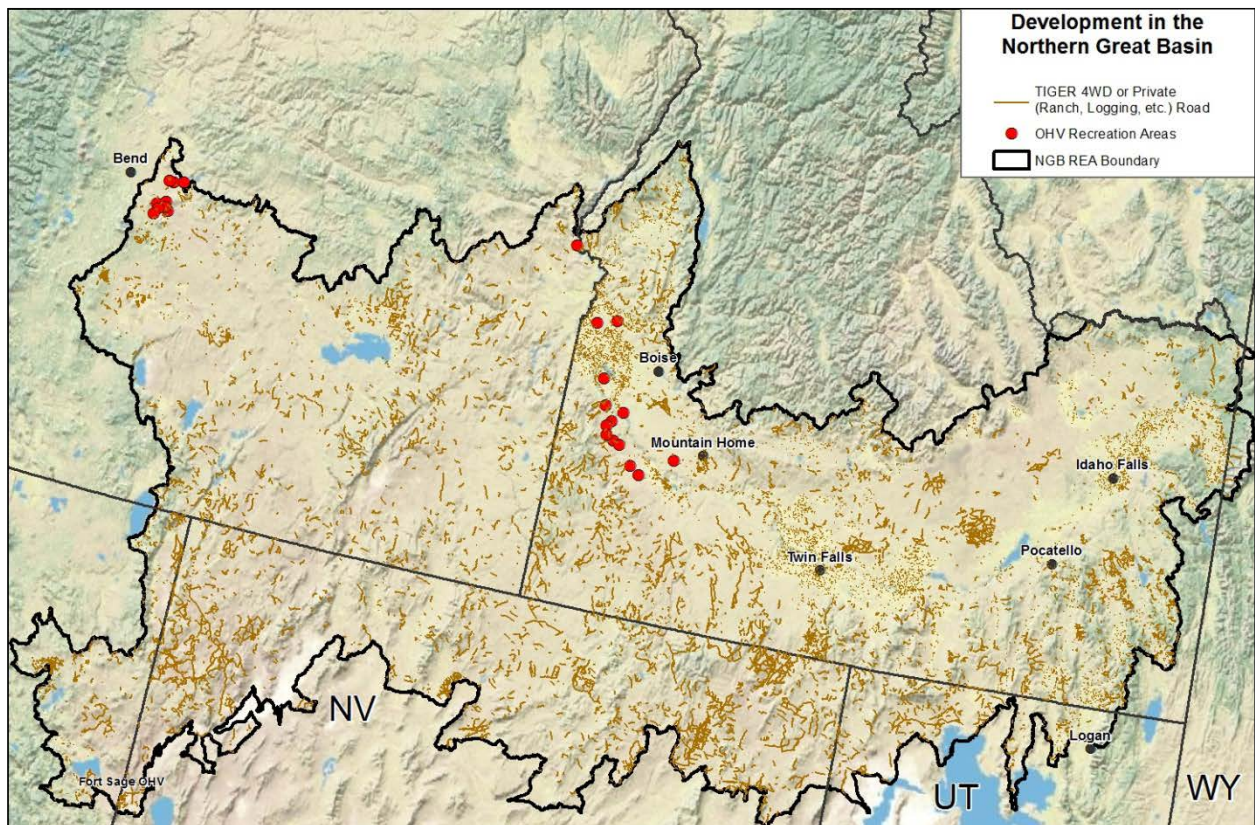 Development in the
Northern Great Basin
TIGER 4WD or Private
(Ranch, Logging, etc.) Road
OHV Recreation Areas
NGB REA Boundary
Bend
Boise
Mountain Home
Idaho Falls
Twin Falls
Pocatello
NV
Logan
Fort Sage OHV
UT
WY